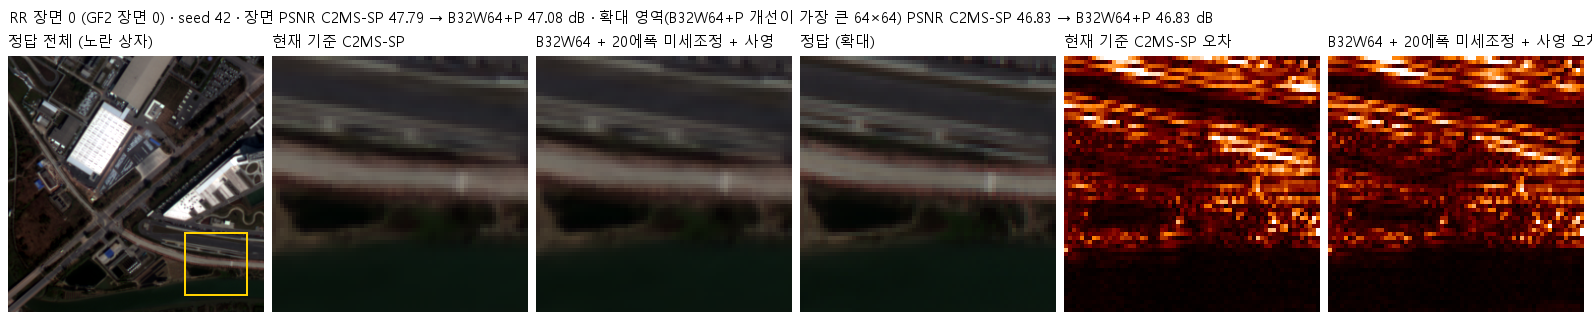 RR 장면 0 (GF2 장면 0) · seed 42 · 장면 PSNR C2MS-SP 47.79 → B32W64+P 47.08 dB · 확대 영역(B32W64+P 개선이 가장 큰 64×64) PSNR C2MS-SP 46.83 → B32W64+P 46.83 dB
정답 전체 (노란 상자)
현재 기준 C2MS-SP
B32W64 + 20에폭 미세조정 + 사영
정답 (확대)
현재 기준 C2MS-SP 오차
B32W64 + 20에폭 미세조정 + 사영 오차